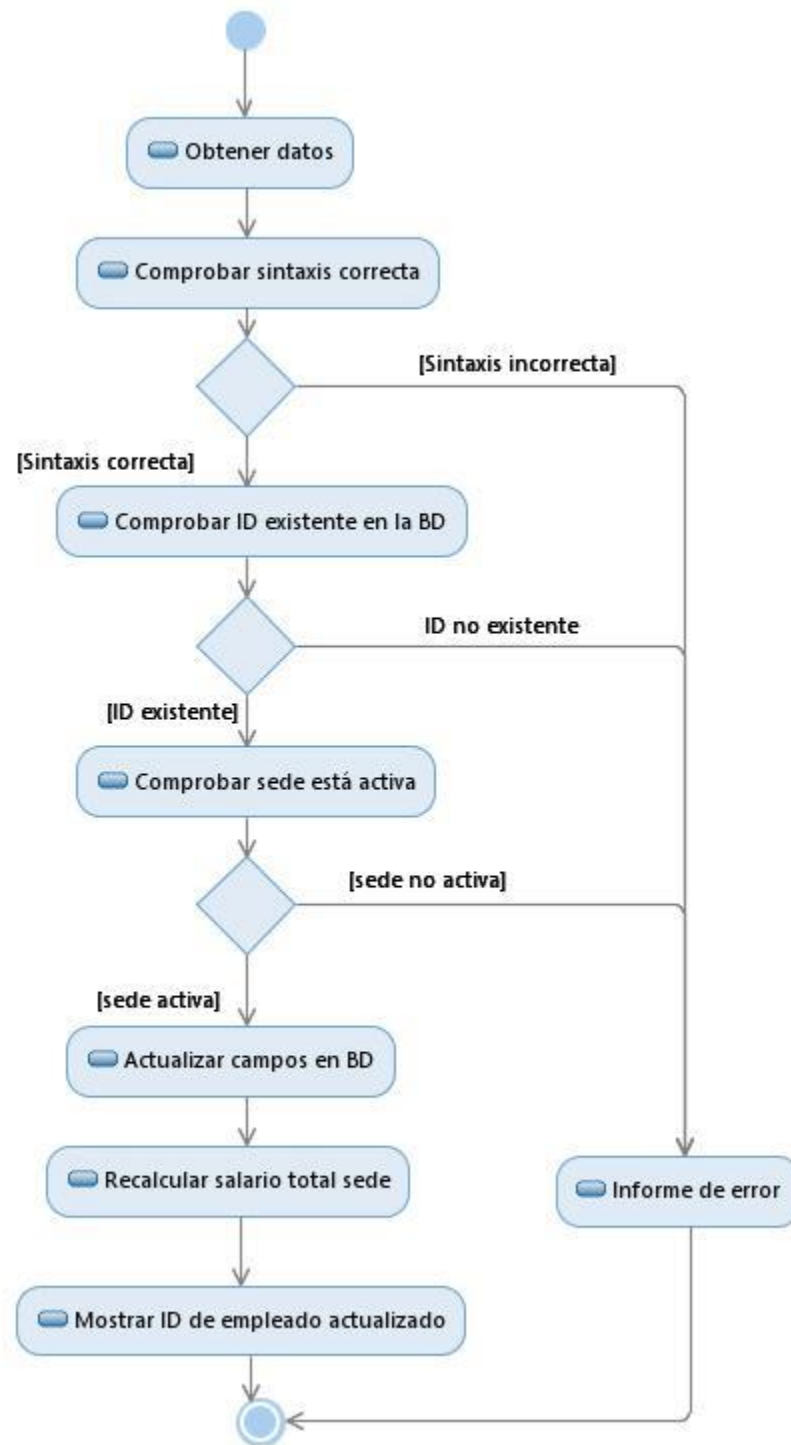 Obtener datos
Comprobar sintaxis correcta
[Sintaxis incorrecta]
[Sintaxis correcta]
Comprobar ID existente en la BD
ID no existente
[ID existente]
Comprobar sede está activa
[sede no activa]
[sede activa]
Actualizar campos en BD
Recalcular salario total sede
Informe de error
Mostrar ID de empleado actualizado